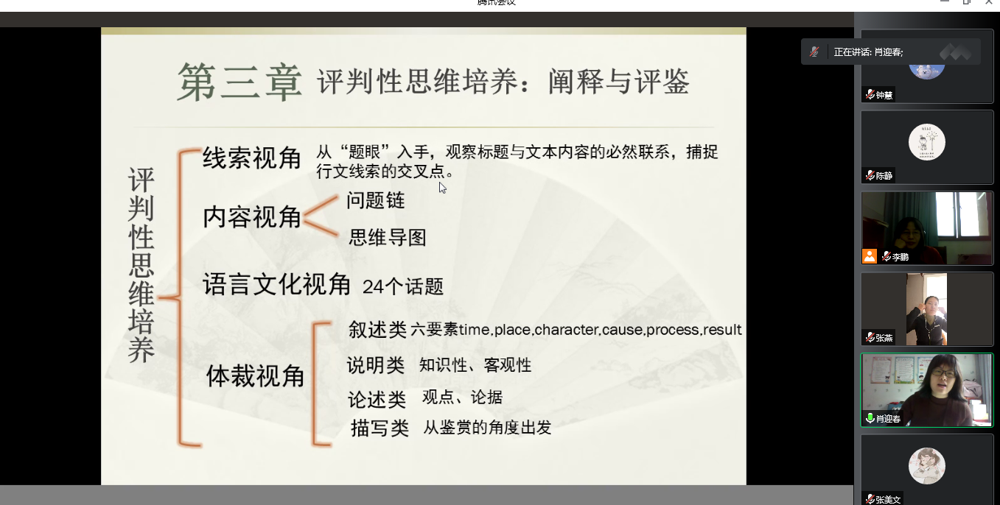 腾讯会议
第三章 评判性思维培养：阐释与评鉴
评判性思维培养
线索视角 从“题眼”入手，观察标题与文本内容的必然联系，捕捉
行文线索的交叉点。
内容视角
问题链
思维导图
语言文化视角 24个话题
体裁视角
叙述类 六要素time,place,character,cause,process,result
说明类 知识性、客观性
论述类 观点、论据
描写类 从鉴赏的角度出发
正在讲话: 肖迎春;
钟慧
陈静
李鹏
张燕
肖迎春
张美文